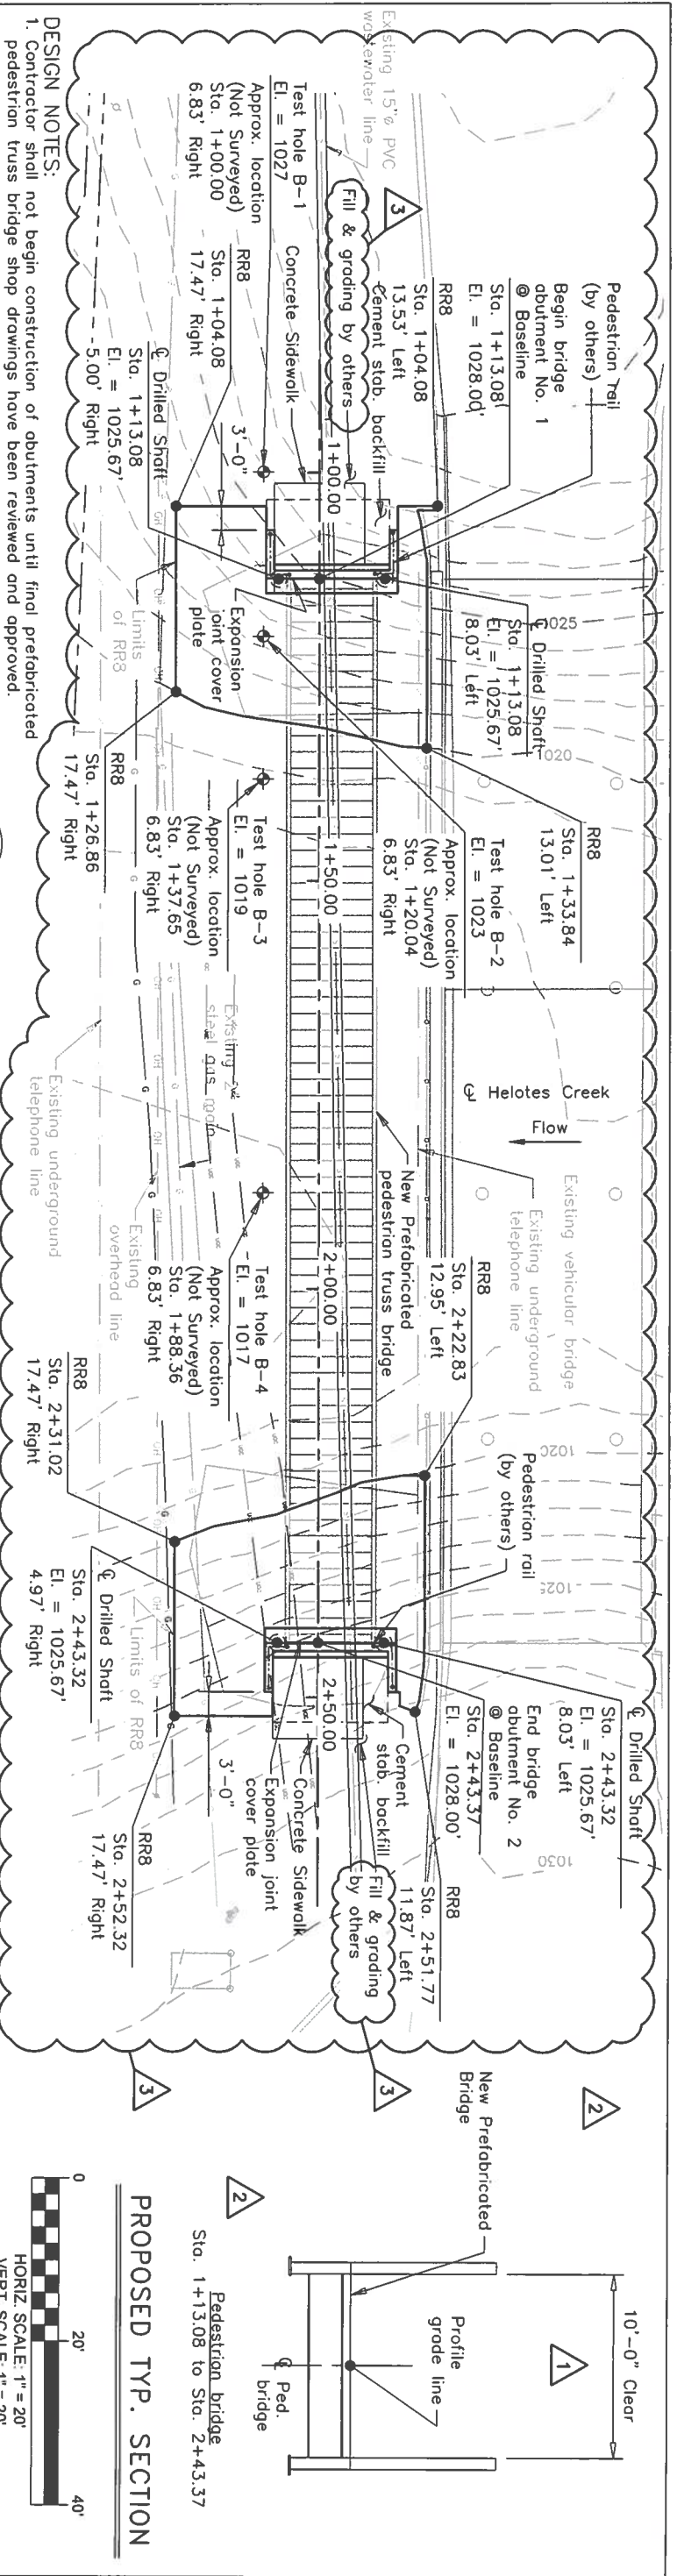 Existing 15"ø PVC
wastewater line
Test hole B-1
El. = 1027
Approx. location
(Not Surveyed)
Sta. 1+00.00
6.83' Right
3
Fill & grading by others
Concrete Sidewalk
Pedestrian rail
(by others)
Begin bridge
abutment No. 1
@ Baseline
Sta. 1+13.08
El. = 1028.00'
RR8
Sta. 1+04.08
13.53' Left
Cement stab. backfill
1+00.00
RR8
Sta. 1+04.08
17.47' Right
3'-0"
℄ Drilled Shaft
Sta. 1+13.08
El. = 1025.67'
5.00' Right
Expansion
joint cover
plate
Limits
of RR8
1025
℄ Drilled Shaft
Sta. 1+13.08
El. = 1025.67'
8.03' Left
1020
RR8
Sta. 1+33.84
13.01' Left
Test hole B-2
El. = 1023
Approx. location
(Not Surveyed)
Sta. 1+20.04
6.83' Right
1+50.00
Test hole B-3
El. = 1019
Approx. location
(Not Surveyed)
Sta. 1+37.65
6.83' Right
RR8
Sta. 1+26.86
17.47' Right
Existing 2"
steel gas main
Existing underground
telephone line
℄ Helotes Creek
Flow
Existing vehicular bridge
Existing underground
telephone line
New Prefabricated
pedestrian truss bridge
2+00.00
Test hole B-4
El. = 1017
Approx. location
(Not Surveyed)
Sta. 1+88.36
6.83' Right
Existing
overhead line
RR8
Sta. 2+22.83
12.95' Left
RR8
Sta. 2+31.02
17.47' Right
1020
1025
1030
Pedestrian rail
(by others)
℄ Drilled Shaft
Sta. 2+43.32
El. = 1025.67'
4.97' Right
Limits of RR8
℄ Drilled Shaft
Sta. 2+43.32
El. = 1025.67'
8.03' Left
End bridge
abutment No. 2
@ Baseline
Sta. 2+43.37
El. = 1028.00'
RR8
Sta. 2+51.77
11.87' Left
2+50.00
Cement
stab. backfill
Concrete Sidewalk
Expansion joint
cover plate
3'-0"
Fill & grading
by others
RR8
Sta. 2+52.32
17.47' Right
3
3
DESIGN NOTES:
1. Contractor shall not begin construction of abutments until final prefabricated
pedestrian truss bridge shop drawings have been reviewed and approved.
2
New Prefabricated
Bridge
10'-0" Clear
1
Profile
grade line
℄ Ped.
bridge
2
Pedestrian bridge
Sta. 1+13.08 to Sta. 2+43.37
PROPOSED TYP. SECTION
0
20'
40'
HORIZ. SCALE: 1" = 20'
VERT. SCALE: 1" = 20'